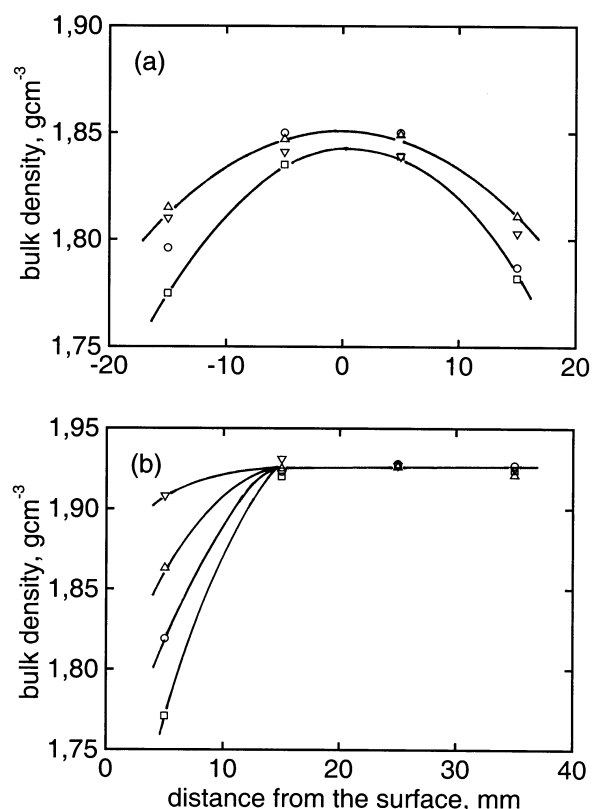 1,90
(a)
1,85
1,80
1,75
bulk density, gcm-3
-20 -10 0 10 20
1,95
(b)
1,90
1,85
1,80
1,75
bulk density, gcm-3
0 10 20 30 40
distance from the surface, mm